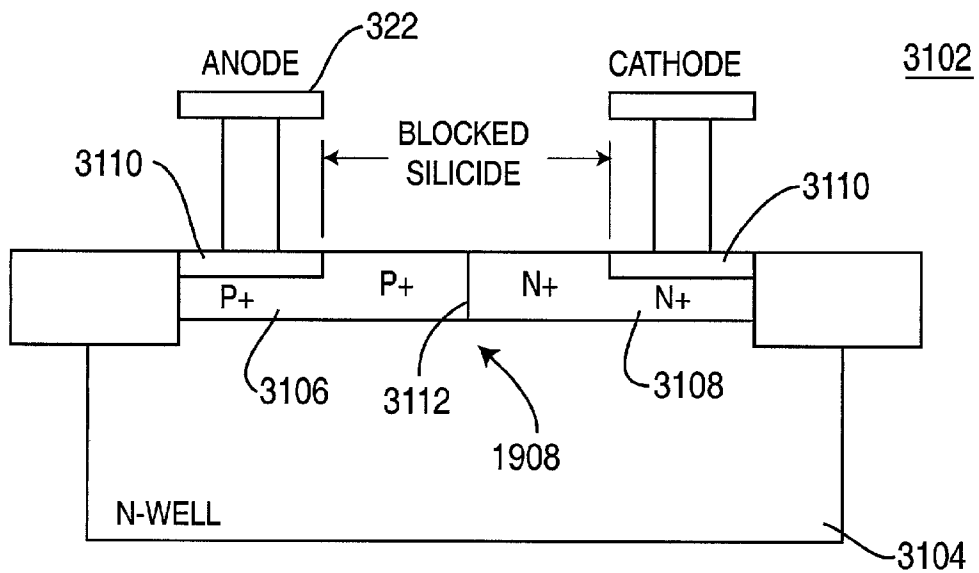 322
ANODE
CATHODE
3102
BLOCKED
SILICIDE
3110
3110
P+
P+
N+
N+
3106
3112
3108
1908
N-WELL
3104